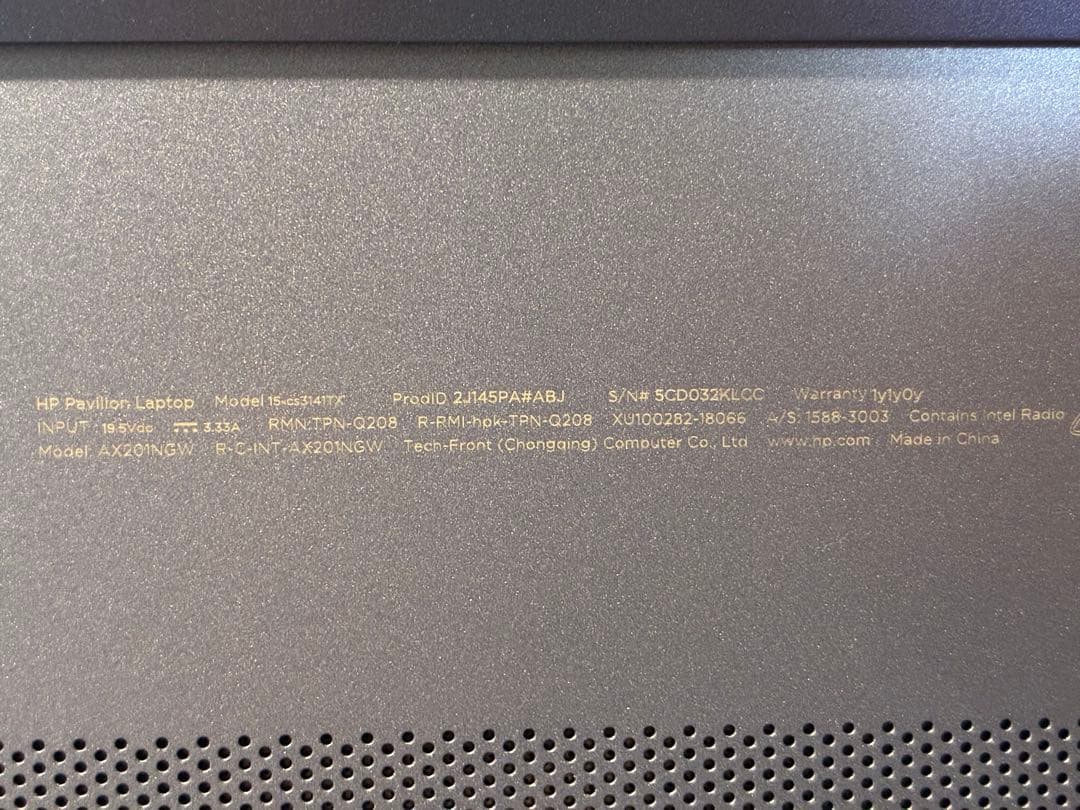 HP Pavilion Laptop Model 15-cs3141TX ProdID 2J145PA#ABJ S/N# 5CD032KLCC Warranty 1y1y0y
INPUT 19.5Vdc 3.33A RMN:TPN-Q208 R-RMI-hpk-TPN-Q208 XU100282-18066 A/S: 1588-3003 Contains Intel Radio
Model: AX201NGW R-C-INT-AX201NGW Tech-Front (Chongqing) Computer Co., Ltd www.hp.com Made in China